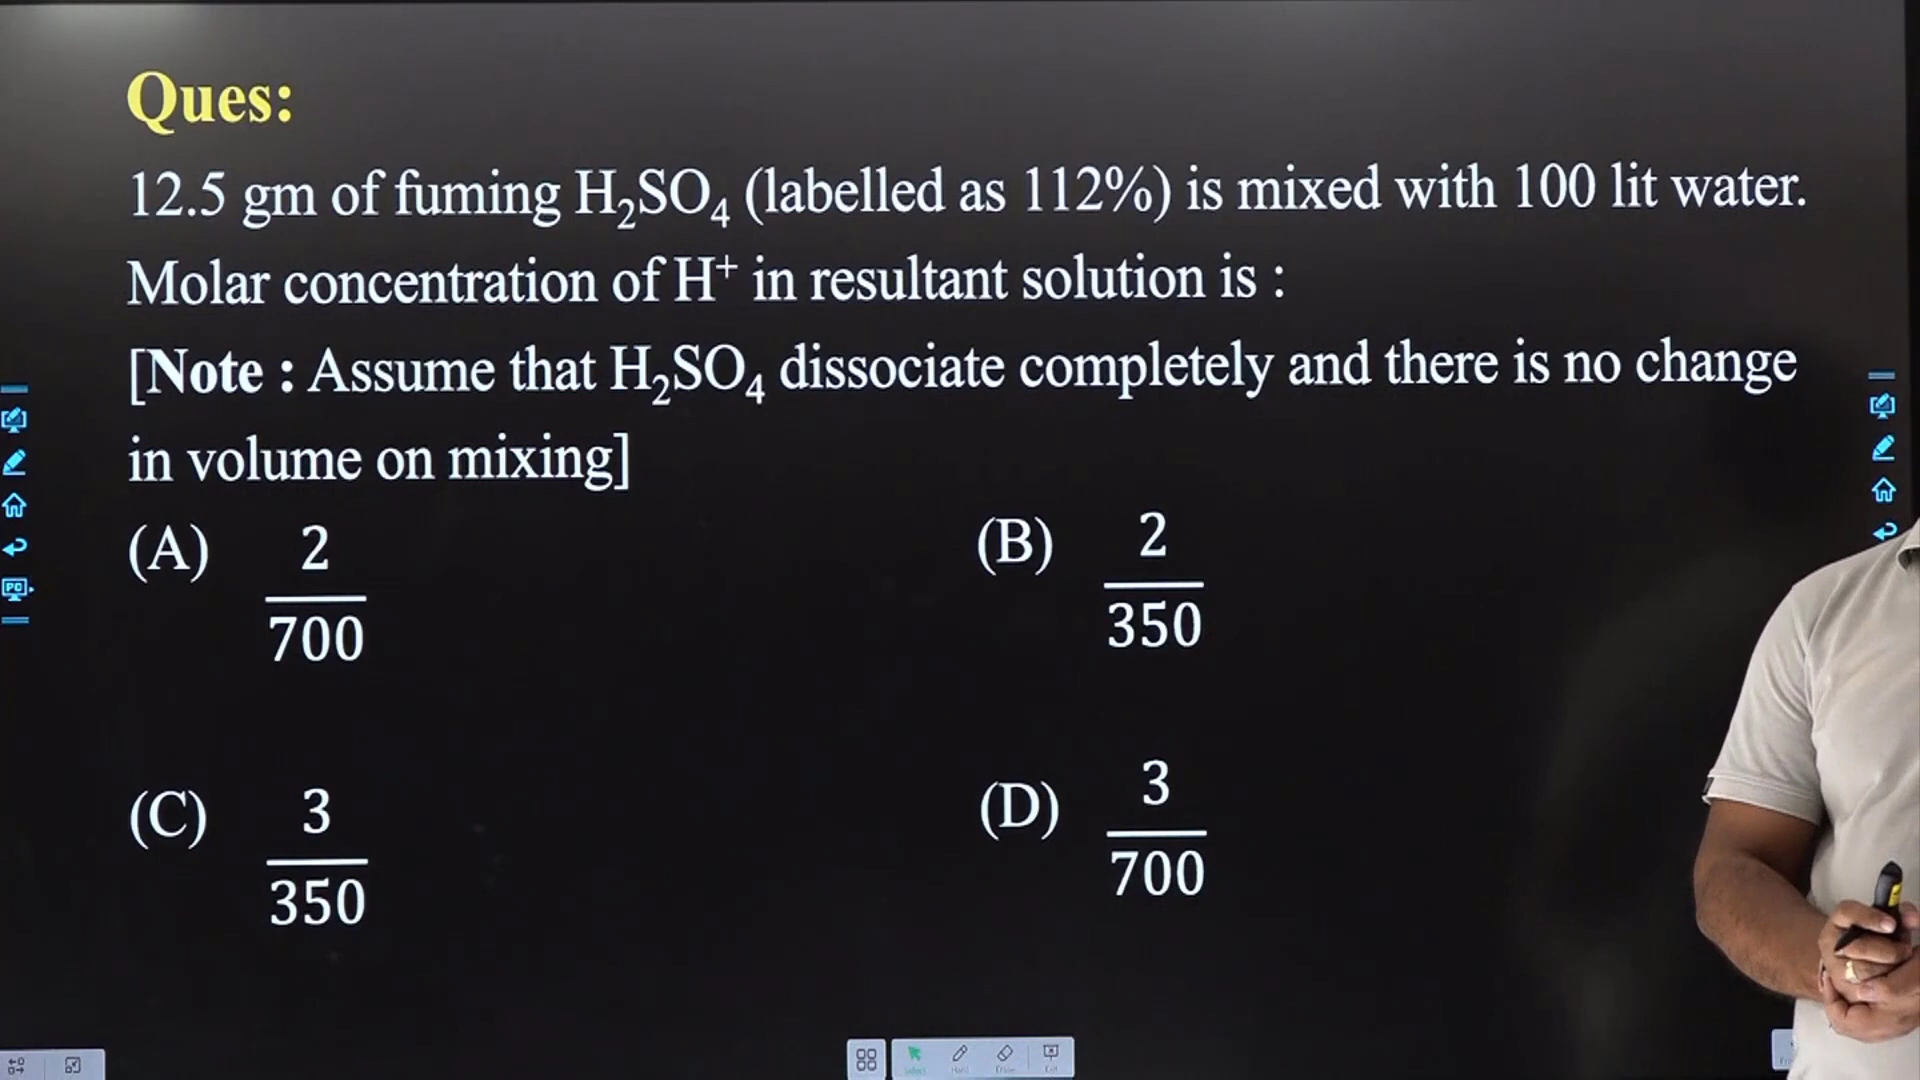 Ques:
12.5 gm of fuming H₂SO₄ (labelled as 112%) is mixed with 100 lit water.
Molar concentration of H⁺ in resultant solution is :
[Note : Assume that H₂SO₄ dissociate completely and there is no change
in volume on mixing]
(A) 2/700
(B) 2/350
(C) 3/350
(D) 3/700